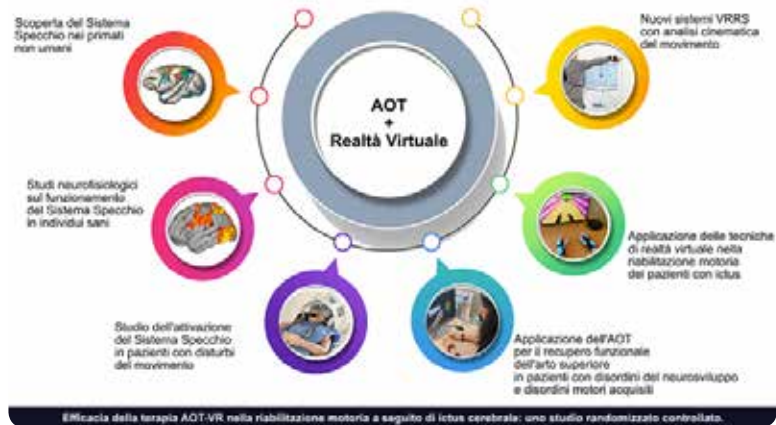 Scoperta del Sistema
Specchio nei primati
non umani
Studi neurofisiologici
sul funzionamento
del Sistema Specchio
in individui sani
Studio dell'attivazione
del Sistema Specchio
in pazienti con disturbi
del movimento
AOT
+
Realtà Virtuale
Applicazione dell'AOT
per il recupero funzionale
dell'arto superiore
in pazienti con disordini del neurosviluppo
e disordini motori acquisiti
Applicazione delle tecniche
di realtà virtuale nella
riabilitazione motoria
dei pazienti con ictus
Nuovi sistemi VRRS
con analisi cinematica
del movimento
Efficacia della terapia AOT-VR nella riabilitazione motoria a seguito di ictus cerebrale: uno studio randomizzato controllato.